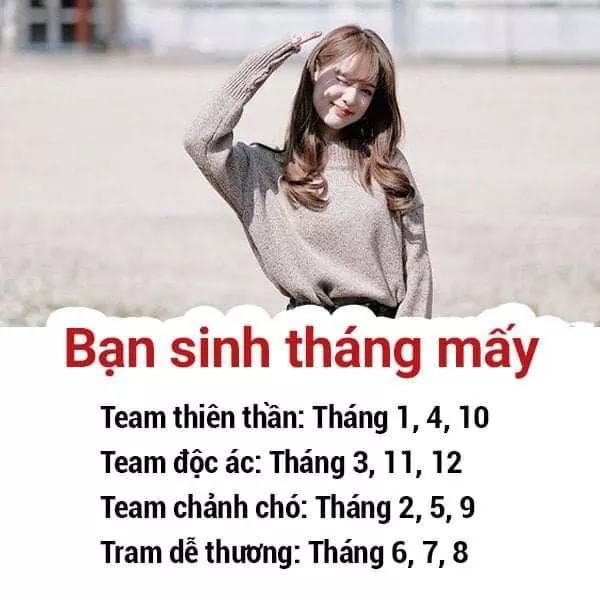 Bạn sinh tháng mấy
Team thiên thần: Tháng 1, 4, 10
Team độc ác: Tháng 3, 11, 12
Team chảnh chó: Tháng 2, 5, 9
Tram dễ thương: Tháng 6, 7, 8